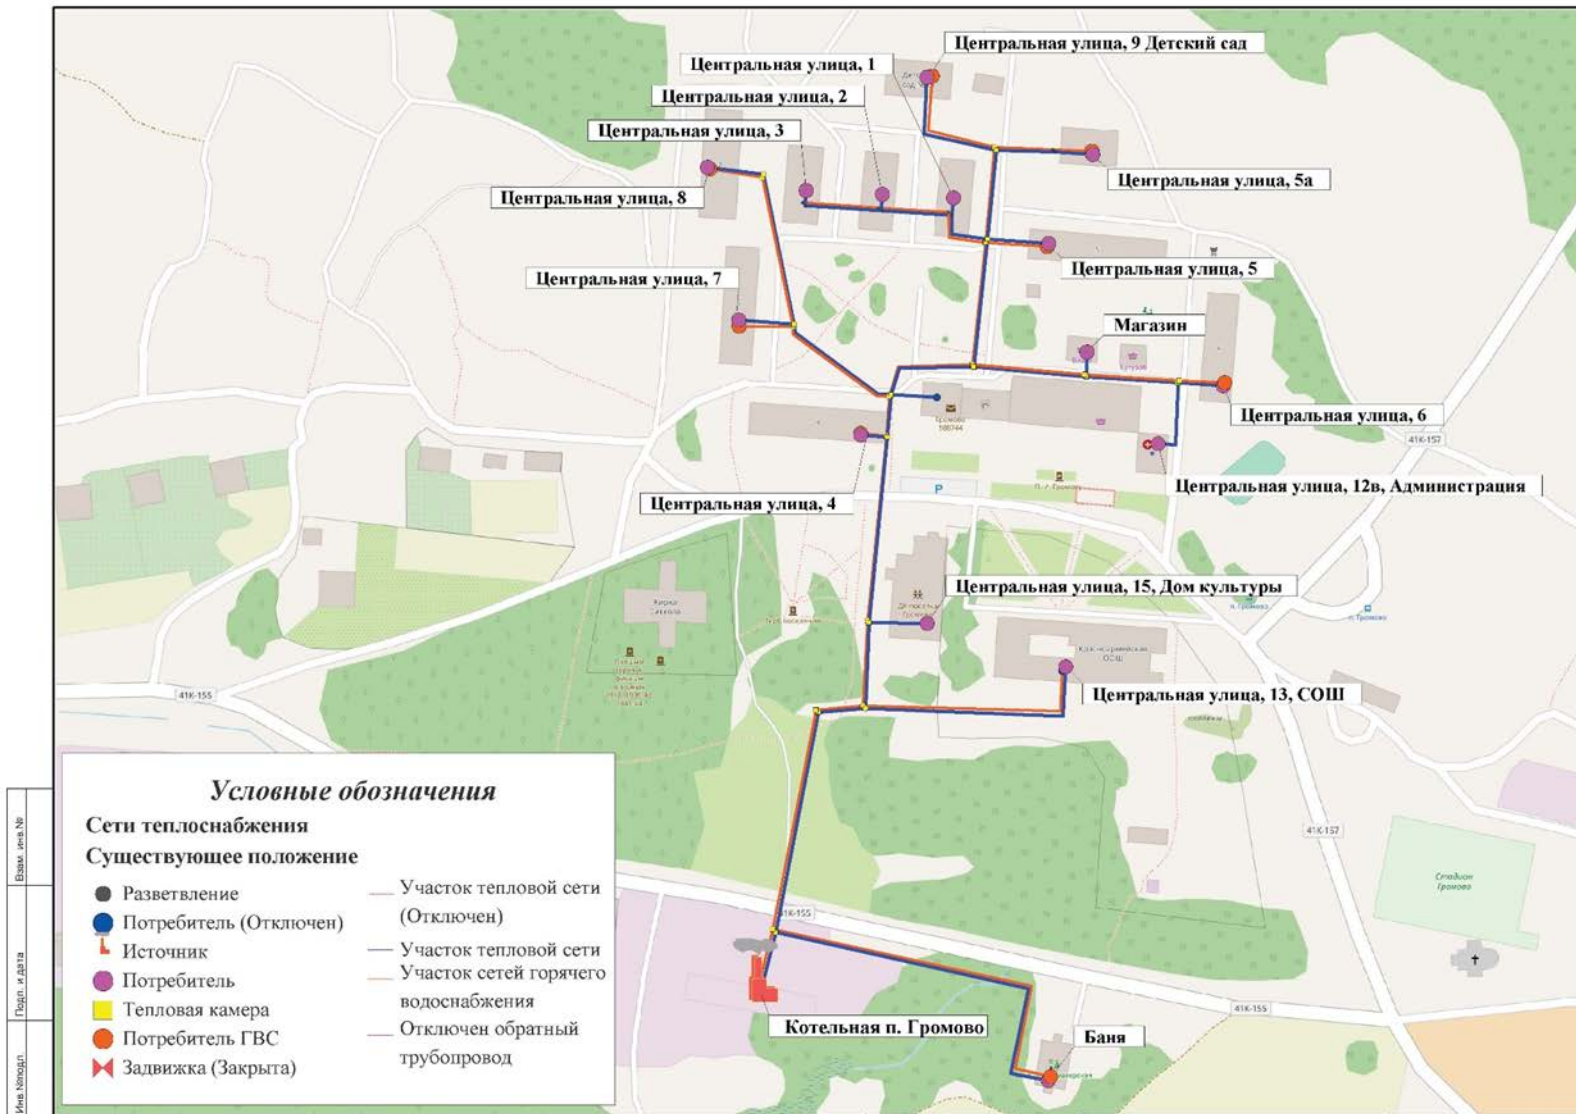 Центральная улица, 9 Детский сад
Центральная улица, 1
Центральная улица, 2
Центральная улица, 3
Центральная улица, 5а
Центральная улица, 8
Центральная улица, 5
Центральная улица, 7
Магазин
Центральная улица, 6
41К-157
Центральная улица, 12в, Администрация
Центральная улица, 4
P
Центральная улица, 15, Дом культуры
п. Громово
п. Громово
Красноармейская
ООШ
Центральная улица, 13, СОШ
41К-155
41К-157
Стадион
Громово
41К-155
41К-155
Котельная п. Громово
Баня
Условные обозначения
Сети теплоснабжения
Существующее положение
Разветвление
Потребитель (Отключен)
Источник
Потребитель
Тепловая камера
Потребитель ГВС
Задвижка (Закрыта)
Участок тепловой сети
(Отключен)
Участок тепловой сети
Участок сетей горячего
водоснабжения
Отключен обратный
трубопровод
Взам. инв.№
Подп. и дата
Инв.№подл.